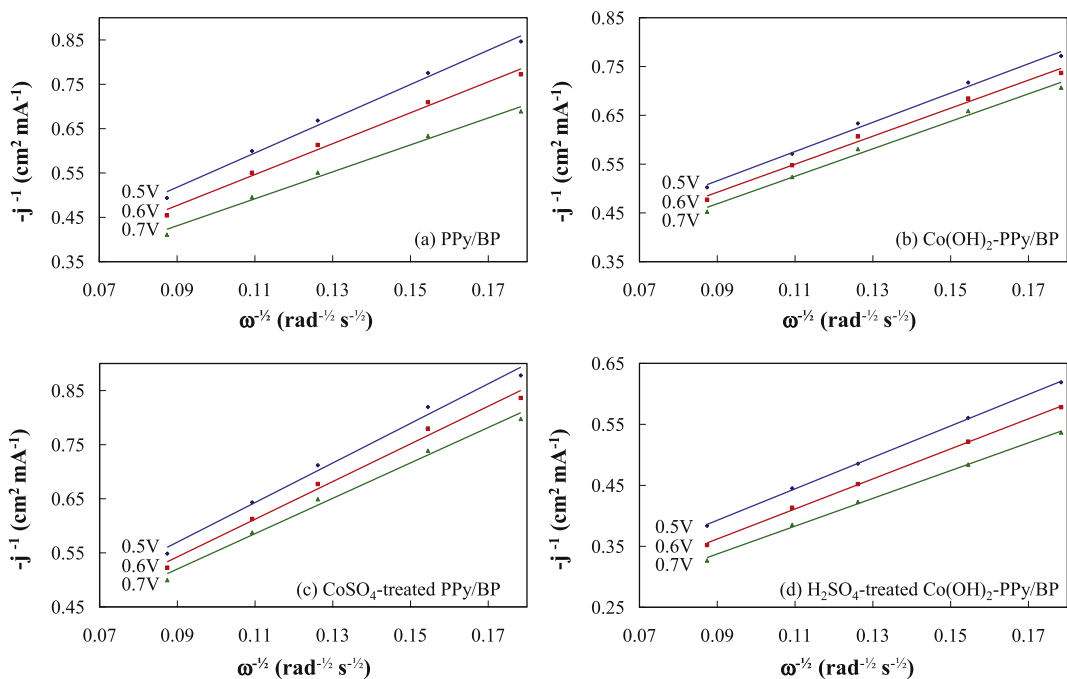 0.85
0.75
0.65
0.55
0.45
0.35
-j ⁻¹ (cm² mA⁻¹)
0.5V
0.6V
0.7V
(a) PPy/BP
0.07 0.09 0.11 0.13 0.15 0.17
ω⁻½ (rad⁻½ s⁻½)
0.85
0.75
0.65
0.55
0.45
0.35
-j ⁻¹ (cm² mA⁻¹)
0.5V
0.6V
0.7V
(b) Co(OH)₂-PPy/BP
0.07 0.09 0.11 0.13 0.15 0.17
ω⁻½ (rad⁻½ s⁻½)
0.85
0.75
0.65
0.55
0.45
-j ⁻¹ (cm² mA⁻¹)
0.5V
0.6V
0.7V
(c) CoSO₄-treated PPy/BP
0.07 0.09 0.11 0.13 0.15 0.17
ω⁻½ (rad⁻½ s⁻½)
0.65
0.55
0.45
0.35
0.25
-j ⁻¹ (cm² mA⁻¹)
0.5V
0.6V
0.7V
(d) H₂SO₄-treated Co(OH)₂-PPy/BP
0.07 0.09 0.11 0.13 0.15 0.17
ω⁻½ (rad⁻½ s⁻½)